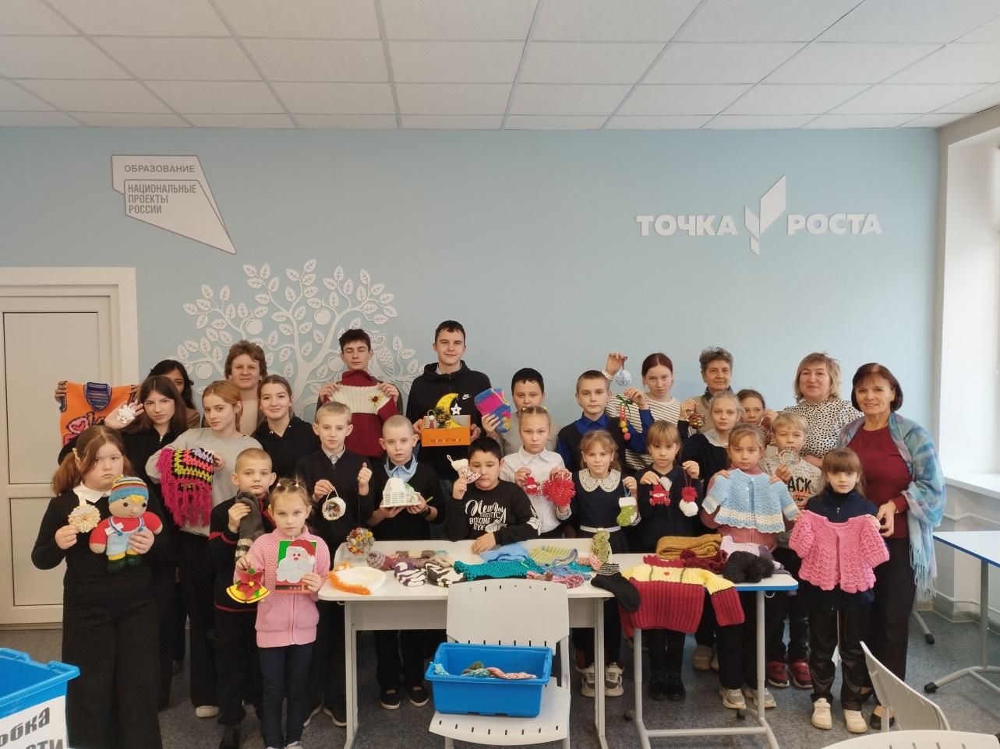 ОБРАЗОВАНИЕ
НАЦИОНАЛЬНЫЕ
ПРОЕКТЫ
РОССИИ
ТОЧКА РОСТА
New York
BOXING
GYM